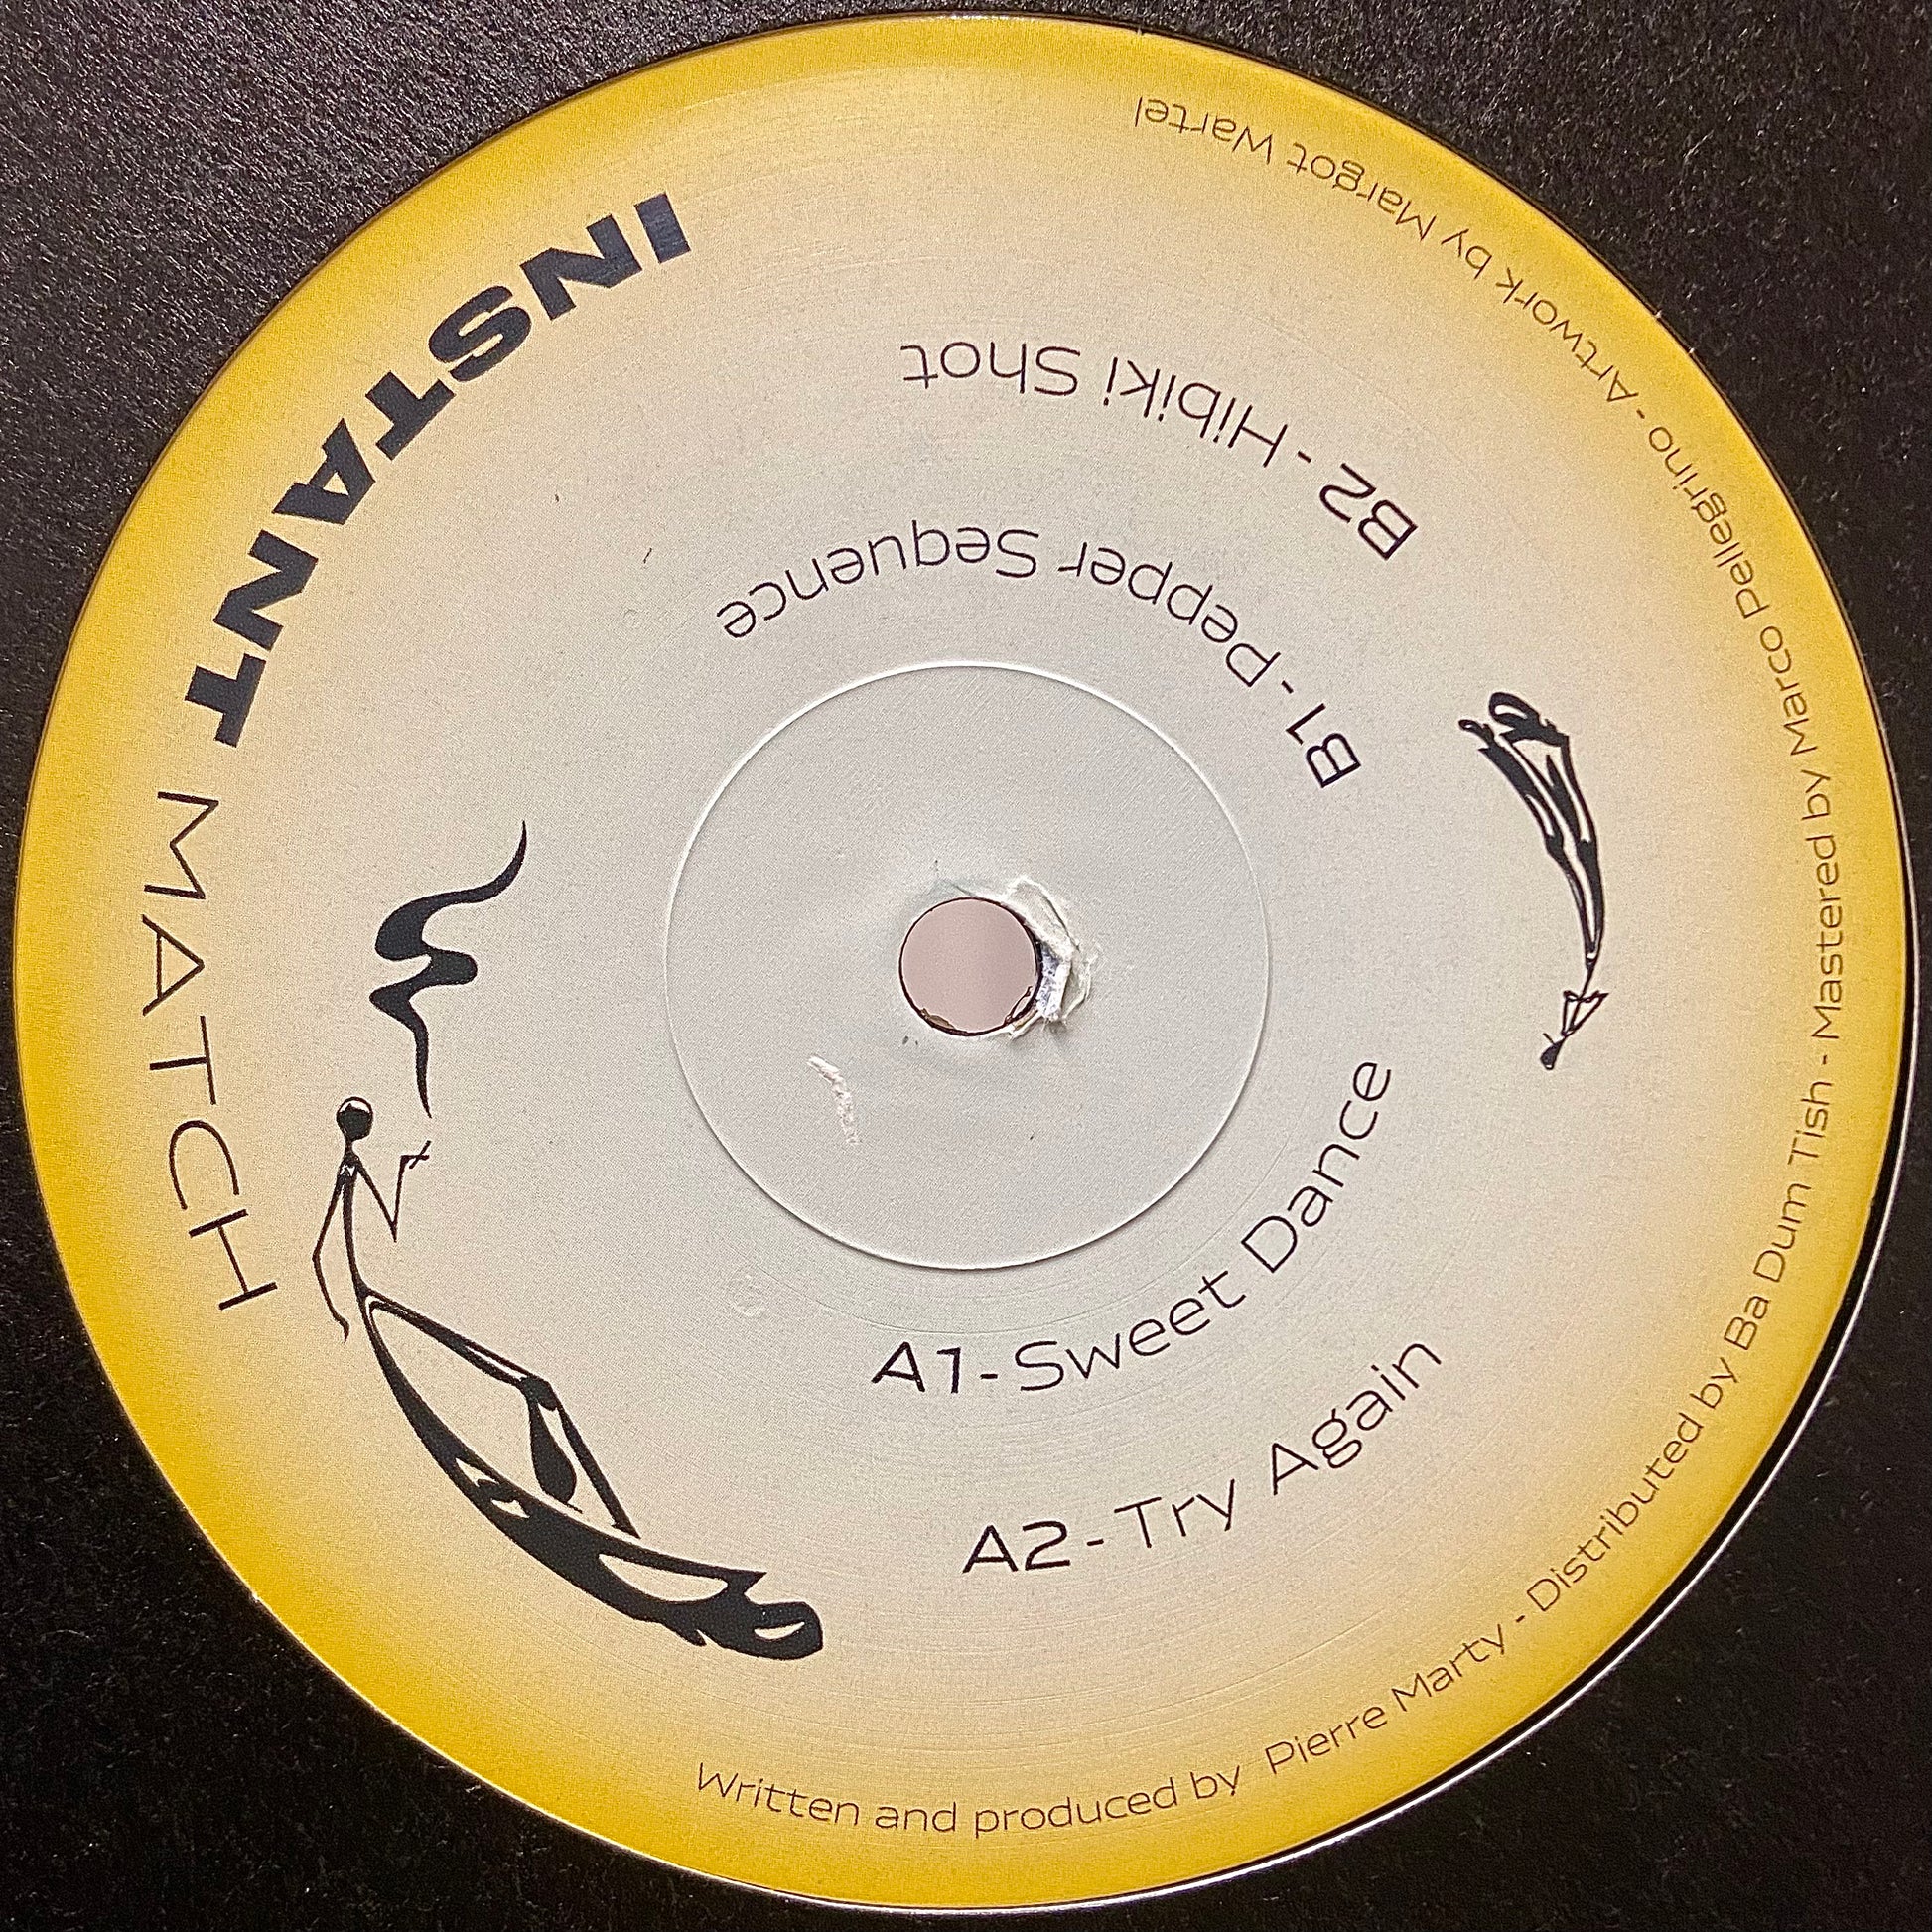 INSTANT MATCH
A1 - Sweet Dance
A2 - Try Again
B1 - Pepper Sequence
B2 - Hibiki Shot
Written and produced by Pierre Marty - Distributed by Ba Dum Tish - Mastered by Marco Pellegrino - Artwork by Margot Wartel